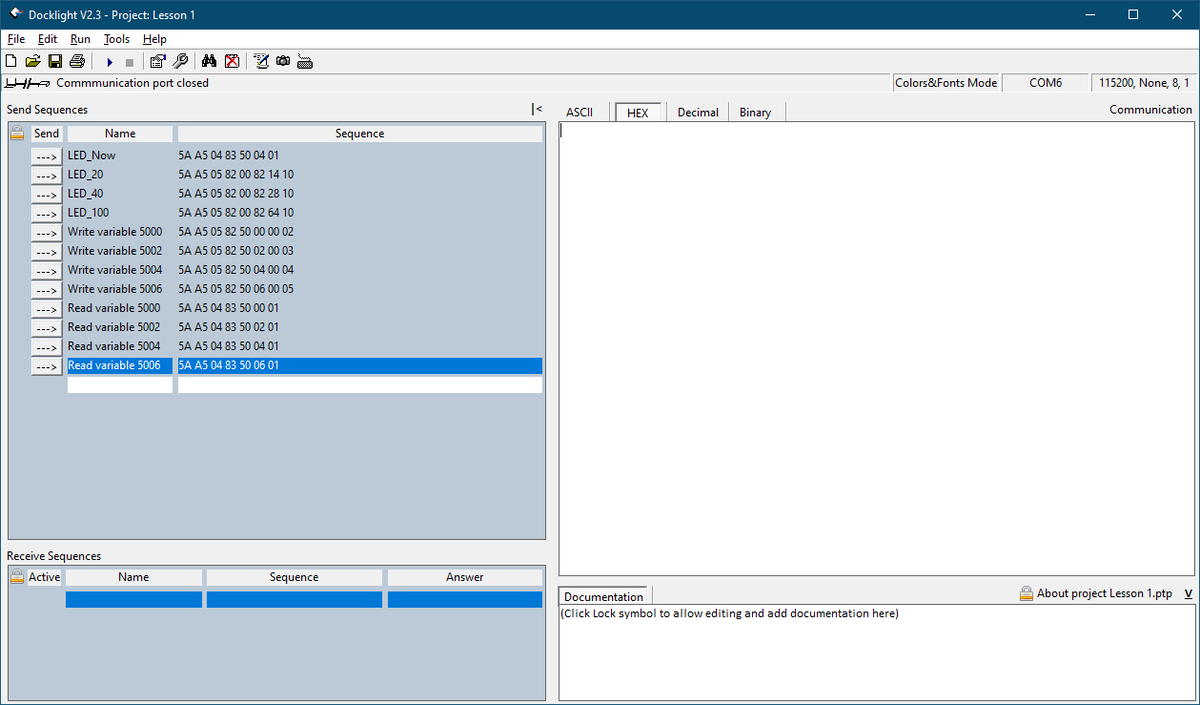 Docklight V2.3 - Project: Lesson 1
File Edit Run Tools Help
Commmunication port closed
Colors&Fonts Mode
COM6
115200, None, 8, 1
Send Sequences
|<
Send Name Sequence
---> LED_Now 5A A5 04 83 50 04 01
---> LED_20 5A A5 05 82 00 82 14 10
---> LED_40 5A A5 05 82 00 82 28 10
---> LED_100 5A A5 05 82 00 82 64 10
---> Write variable 5000 5A A5 05 82 50 00 00 02
---> Write variable 5002 5A A5 05 82 50 02 00 03
---> Write variable 5004 5A A5 05 82 50 04 00 04
---> Write variable 5006 5A A5 05 82 50 06 00 05
---> Read variable 5000 5A A5 04 83 50 00 01
---> Read variable 5002 5A A5 04 83 50 02 01
---> Read variable 5004 5A A5 04 83 50 04 01
---> Read variable 5006 5A A5 04 83 50 06 01
Receive Sequences
Active Name Sequence Answer
ASCII HEX Decimal Binary
Communication
Documentation
About project Lesson 1.ptp V
(Click Lock symbol to allow editing and add documentation here)